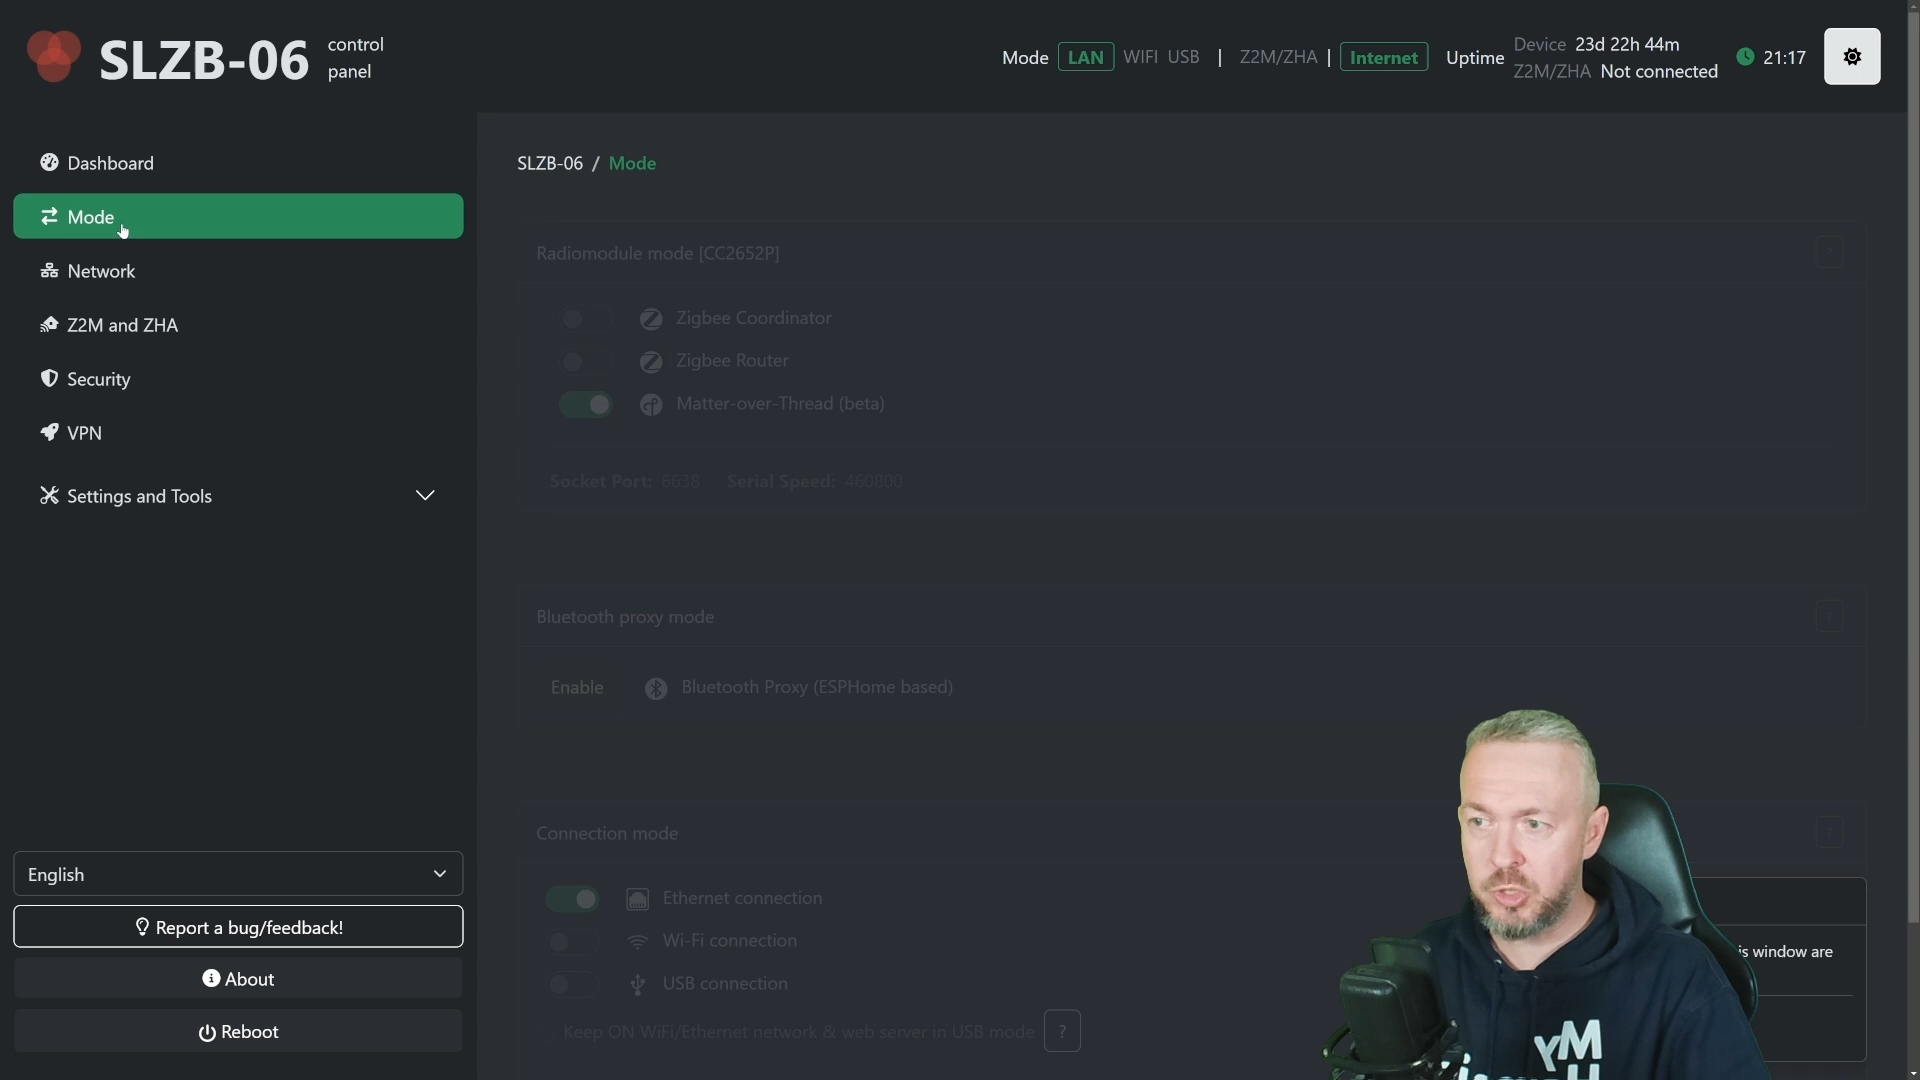 SLZB-06 control panel
Mode LAN WIFI USB | Z2M/ZHA | Internet Uptime Device 23d 22h 44m Z2M/ZHA Not connected 21:17
Dashboard
Mode
Network
Z2M and ZHA
Security
VPN
Settings and Tools
English
Report a bug/feedback!
About
Reboot
SLZB-06 / Mode
Radiomodule mode [CC2652P] ?
Zigbee Coordinator
Zigbee Router
Matter-over-Thread (beta)
Socket Port: 6638 Serial Speed: 460800
Bluetooth proxy mode ?
Enable Bluetooth Proxy (ESPHome based)
Connection mode ?
Ethernet connection
Wi-Fi connection
USB connection
Keep ON WiFi/Ethernet network & web server in USB mode ?
window are